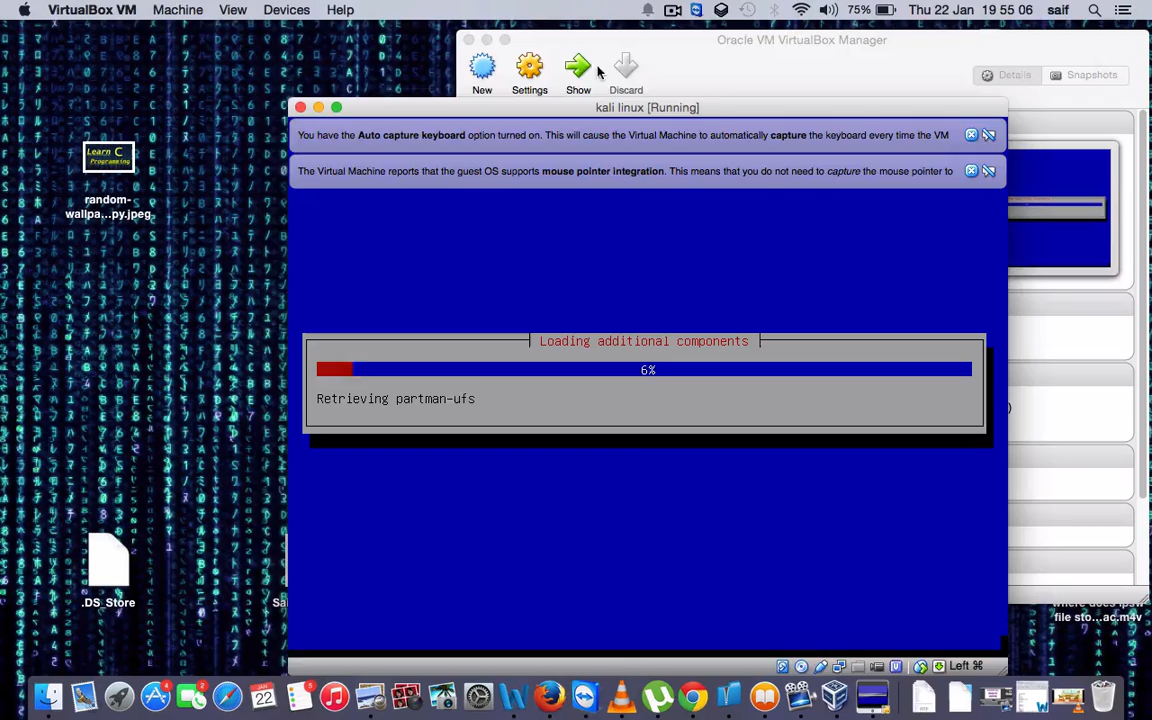 VirtualBox VM Machine View Devices Help 75% Thu 22 Jan 19 55 06 saif
Oracle VM VirtualBox Manager
New Settings Show Discard Details Snapshots
kali linux [Running]
You have the Auto capture keyboard option turned on. This will cause the Virtual Machine to automatically capture the keyboard every time the VM
The Virtual Machine reports that the guest OS supports mouse pointer integration. This means that you do not need to capture the mouse pointer to
Learn C
Programming
random-
wallpa...py.jpeg
Loading additional components
6%
Retrieving partman-ufs
)
.DS_Store
Sa
where does ipsw
file sto...ac.m4v
Left ⌘